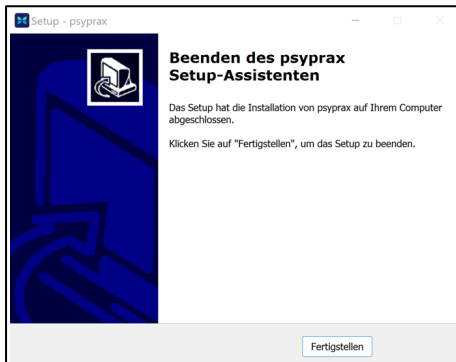 Setup - psyprax
Beenden des psyprax
Setup-Assistenten
Das Setup hat die Installation von psyprax auf Ihrem Computer
abgeschlossen.
Klicken Sie auf "Fertigstellen", um das Setup zu beenden.
Fertigstellen